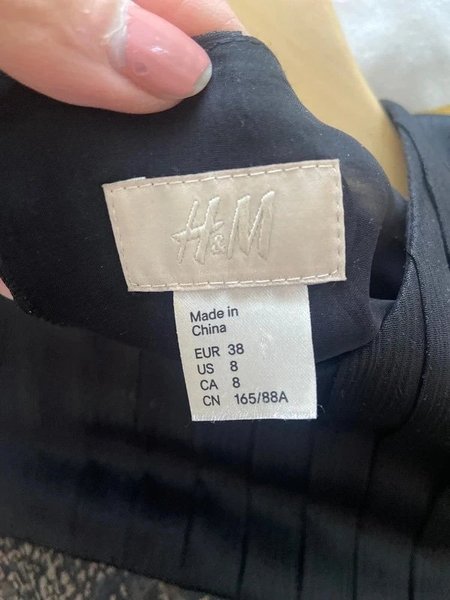 H&M
Made in
China
EUR 38
US 8
CA 8
CN 165/88A